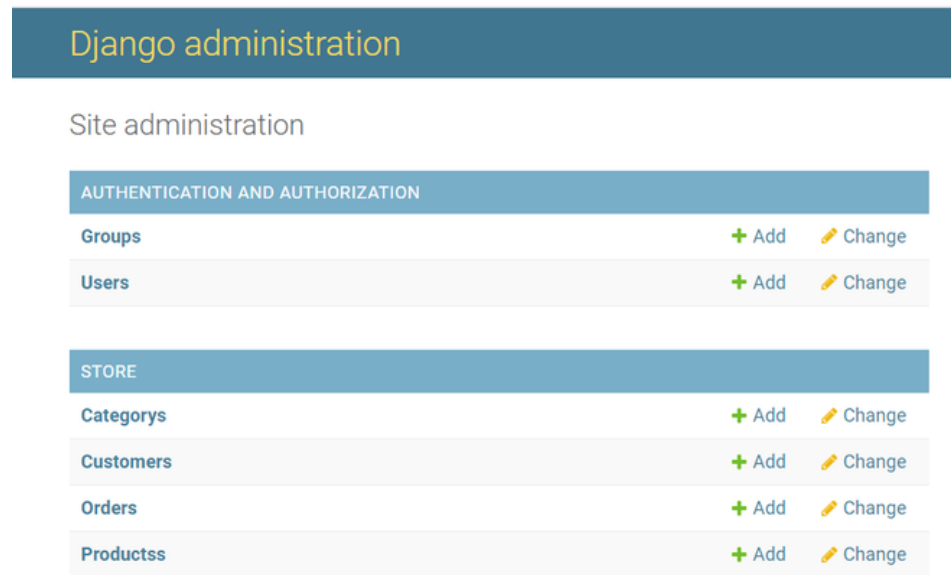 Django administration
Site administration
AUTHENTICATION AND AUTHORIZATION
Groups Add Change
Users Add Change
STORE
Categorys Add Change
Customers Add Change
Orders Add Change
Productss Add Change